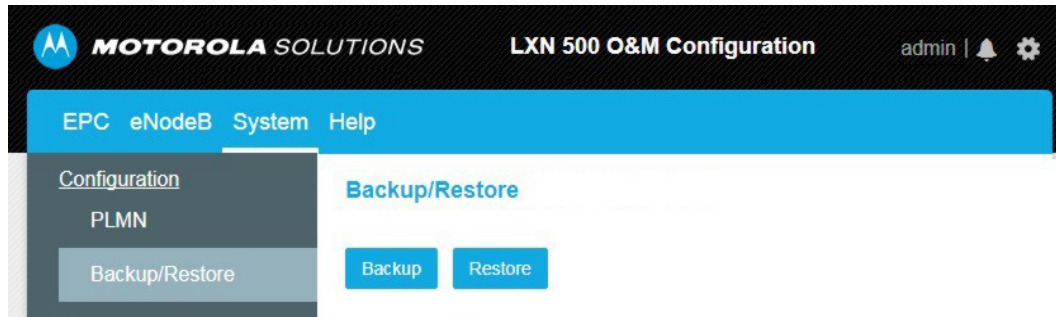 MOTOROLA SOLUTIONS LXN 500 O&M Configuration admin |
EPC eNodeB System Help
Configuration
Backup/Restore
PLMN
Backup/Restore
Backup Restore